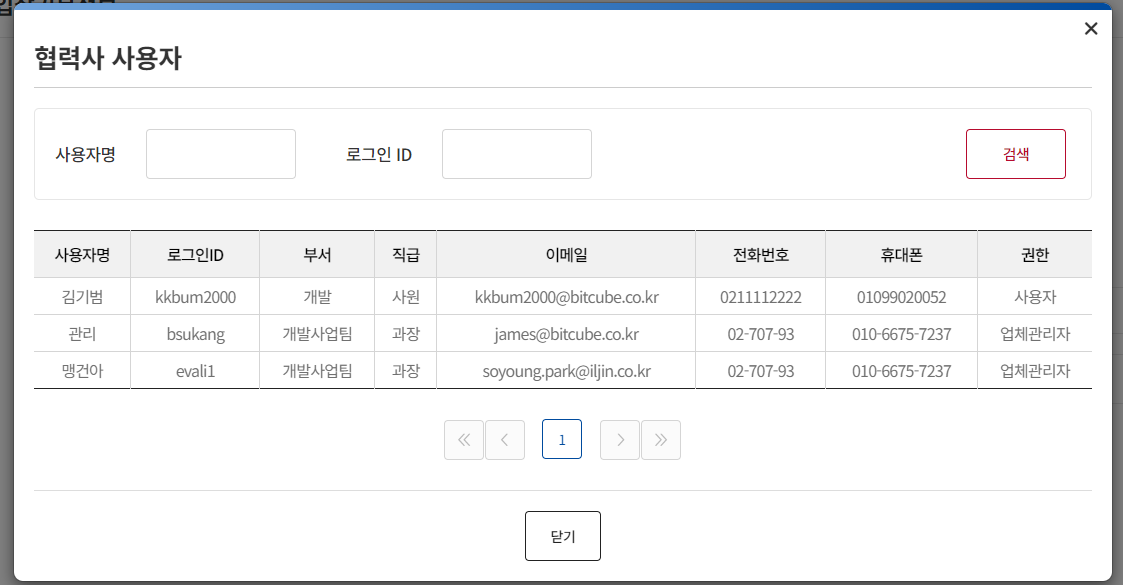 협력사 사용자
사용자명 로그인 ID 검색
사용자명 로그인ID 부서 직급 이메일 전화번호 휴대폰 권한
김기범 kkbum2000 개발 사원 kkbum2000@bitcube.co.kr 0211112222 01099020052 사용자
관리 bsukang 개발사업팀 과장 james@bitcube.co.kr 02-707-93 010-6675-7237 업체관리자
맹건아 evali1 개발사업팀 과장 soyoung.park@iljin.co.kr 02-707-93 010-6675-7237 업체관리자
1
닫기